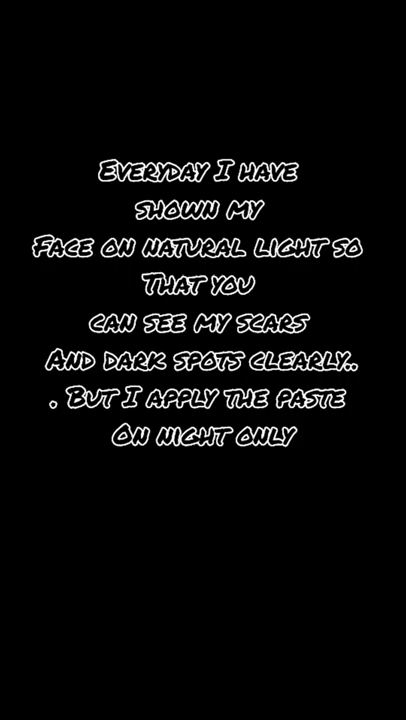 Everyday I have
shown my
Face on natural light so
That you
can see my scars
And dark spots clearly..
. But I apply the paste
On night only